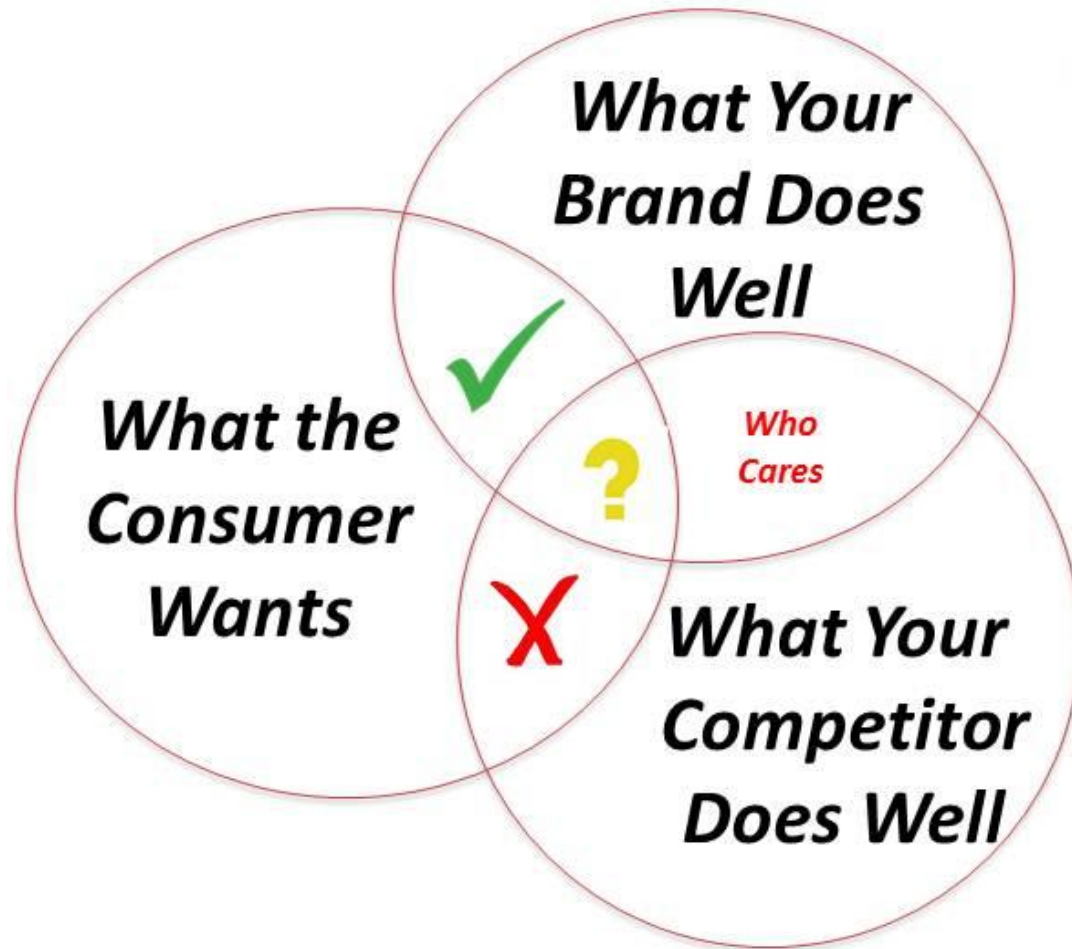 What Your
Brand Does
Well
What the
Consumer
Wants
?
Who
Cares
X
What Your
Competitor
Does Well